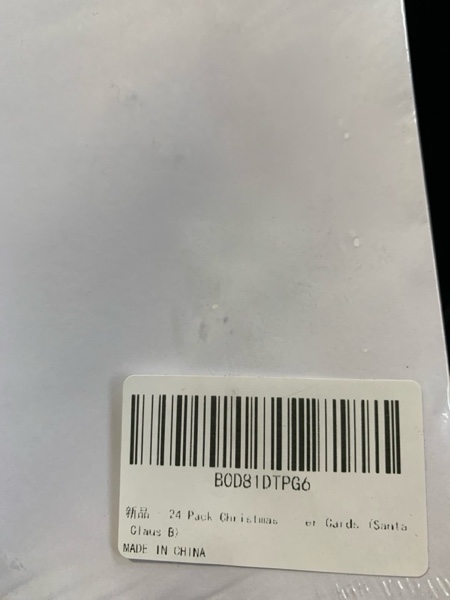 B0D81DTPG6
新品 - 24 Pack Christmas er Cards (Santa
Claus B)
MADE IN CHINA